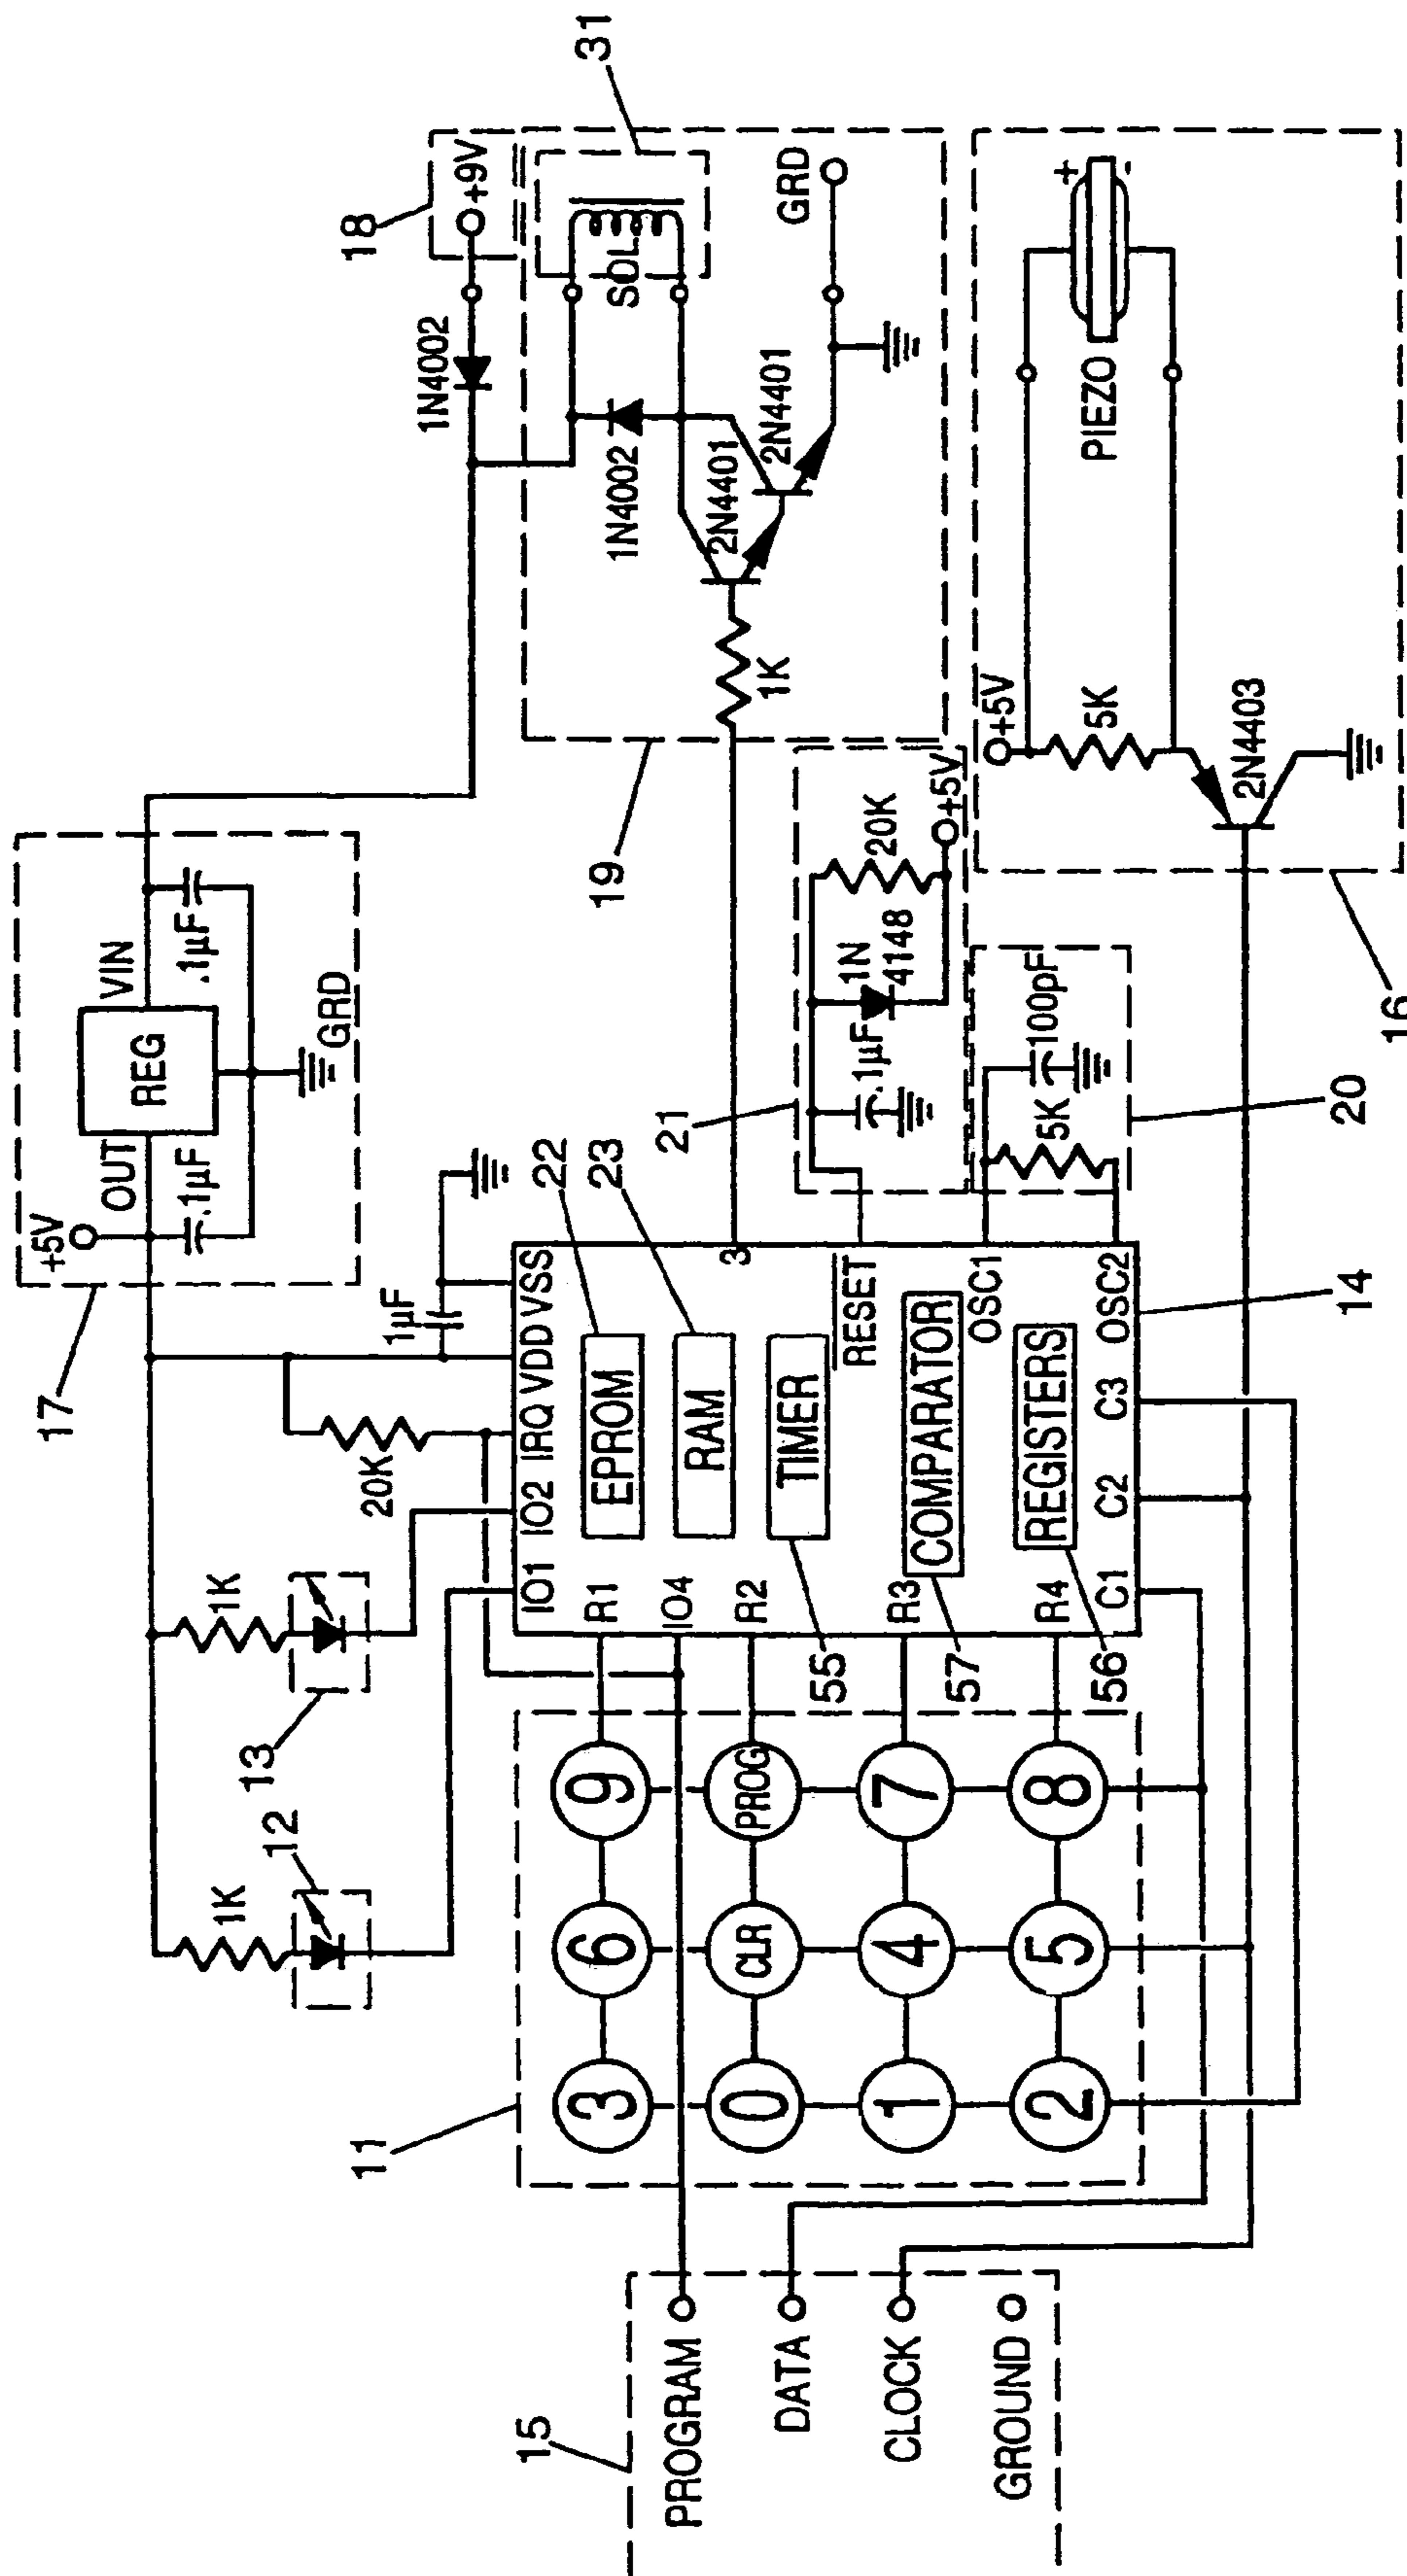 17
+5V
OUT
VIN
REG
.1µF
.1µF
GRD
18
+9V
1N4002
31
SOL
1N4002
2N4401
2N4401
GRD
1K
19
12
1K
13
1K
20K
1µF
IO1
IO2
IRQ
VDD
VSS
22
23
EPROM
RAM
TIMER
COMPARATOR
REGISTERS
R1
IO4
R2
R3
R4
3
RESET
OSC1
OSC2
C1
C2
C3
55
57
56
14
21
.1µF
1N
4148
20K
+5V
5K
100pF
20
+5V
5K
2N4403
PIEZO
+
-
16
11
3
6
9
0
CLR
PROG
1
4
7
2
5
8
15
PROGRAM
DATA
CLOCK
GROUND